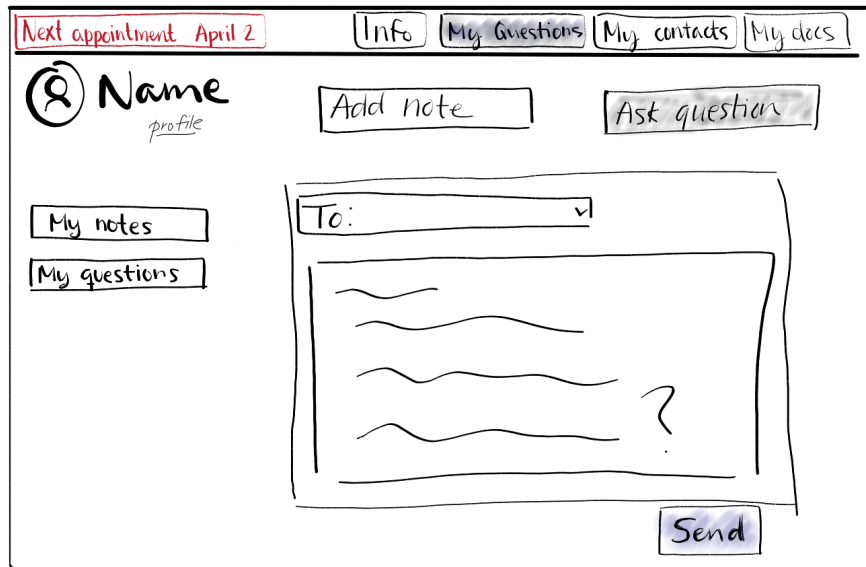 Next appointment April 2
Info
My Questions
My contacts
My docs
Name
profile
Add note
Ask question
My notes
My questions
To:
?
Send